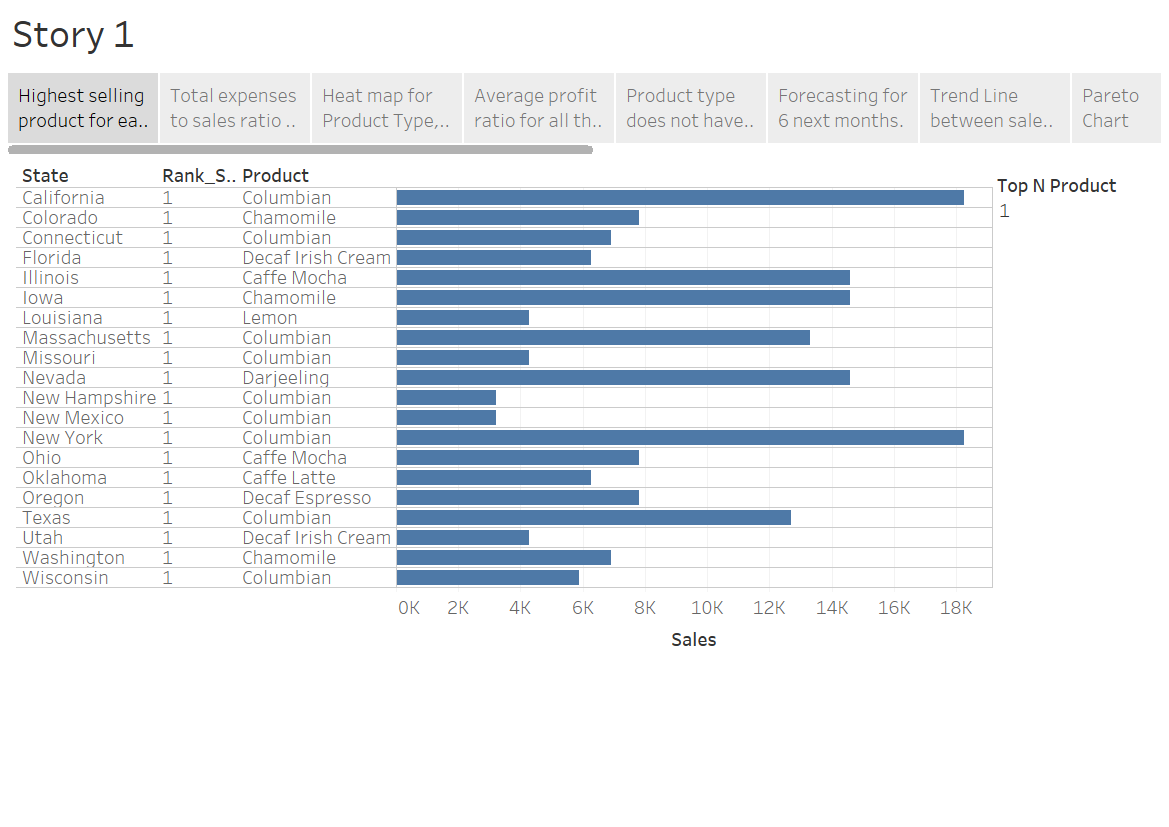 Story 1
Highest selling
product for ea..
Total expenses
to sales ratio ..
Heat map for
Product Type,..
Average profit
ratio for all th..
Product type
does not have..
Forecasting for
6 next months.
Trend Line
between sale..
Pareto
Chart
State Rank_S.. Product
California 1 Columbian
Colorado 1 Chamomile
Connecticut 1 Columbian
Florida 1 Decaf Irish Cream
Illinois 1 Caffe Mocha
Iowa 1 Chamomile
Louisiana 1 Lemon
Massachusetts 1 Columbian
Missouri 1 Columbian
Nevada 1 Darjeeling
New Hampshire 1 Columbian
New Mexico 1 Columbian
New York 1 Columbian
Ohio 1 Caffe Mocha
Oklahoma 1 Caffe Latte
Oregon 1 Decaf Espresso
Texas 1 Columbian
Utah 1 Decaf Irish Cream
Washington 1 Chamomile
Wisconsin 1 Columbian
0K 2K 4K 6K 8K 10K 12K 14K 16K 18K
Sales
Top N Product
1